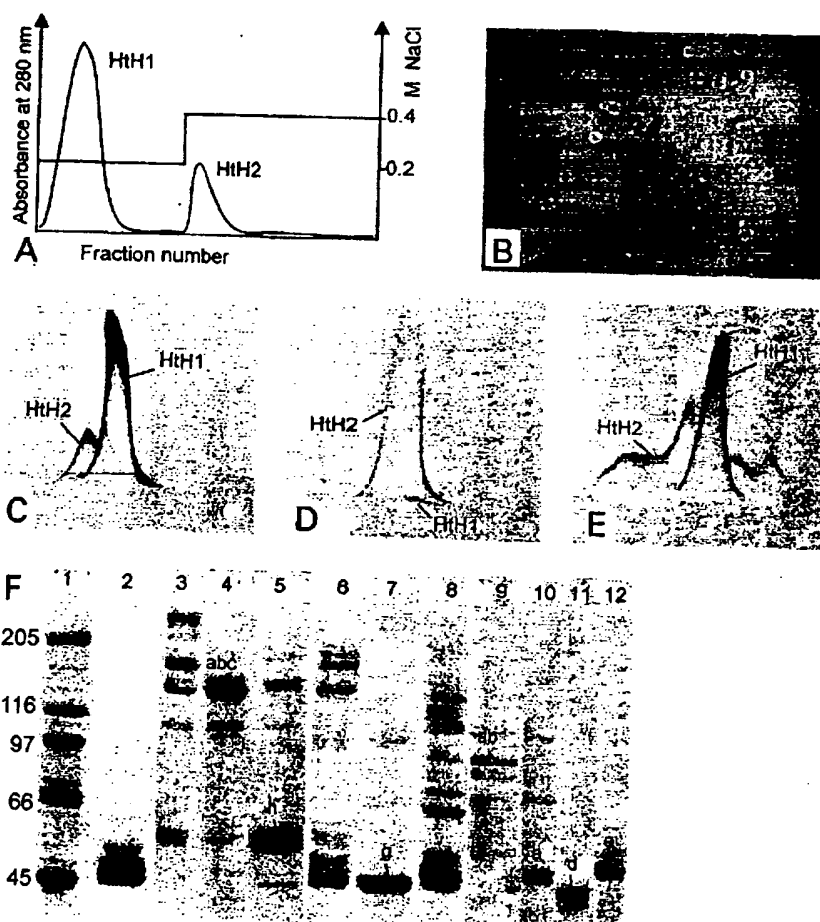 Absorbance at 280 nm
HtH1
HtH2
M NaCl
0.4
0.2
A
Fraction number
B
HtH1
HtH2
C
HtH2
HtH1
D
HtH1
HtH2
E
F 1 2 3 4 5 6 7 8 9 10 11 12
205
116
97
66
45
abc
h
g
ab
d
e